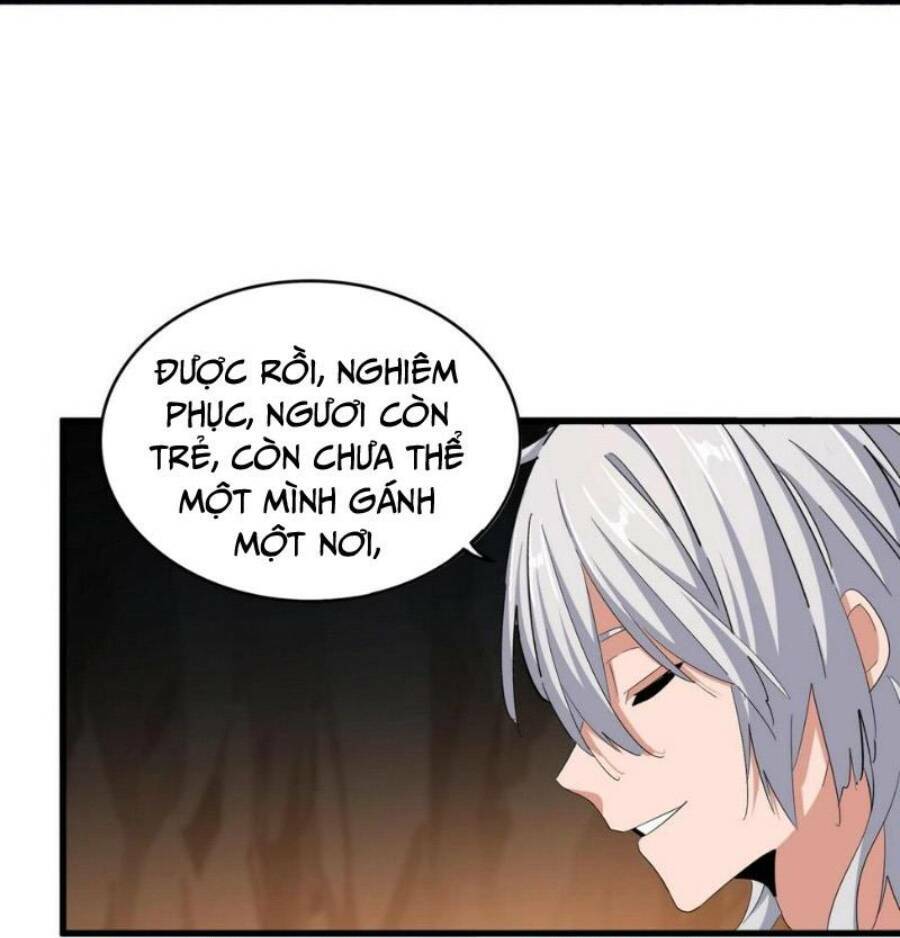 ĐƯỢC RỒI, NGHIÊM
PHỤC, NGƯƠI CÒN
TRẺ, CÒN CHƯA THỂ
MỘT MÌNH GÁNH
MỘT NƠI,